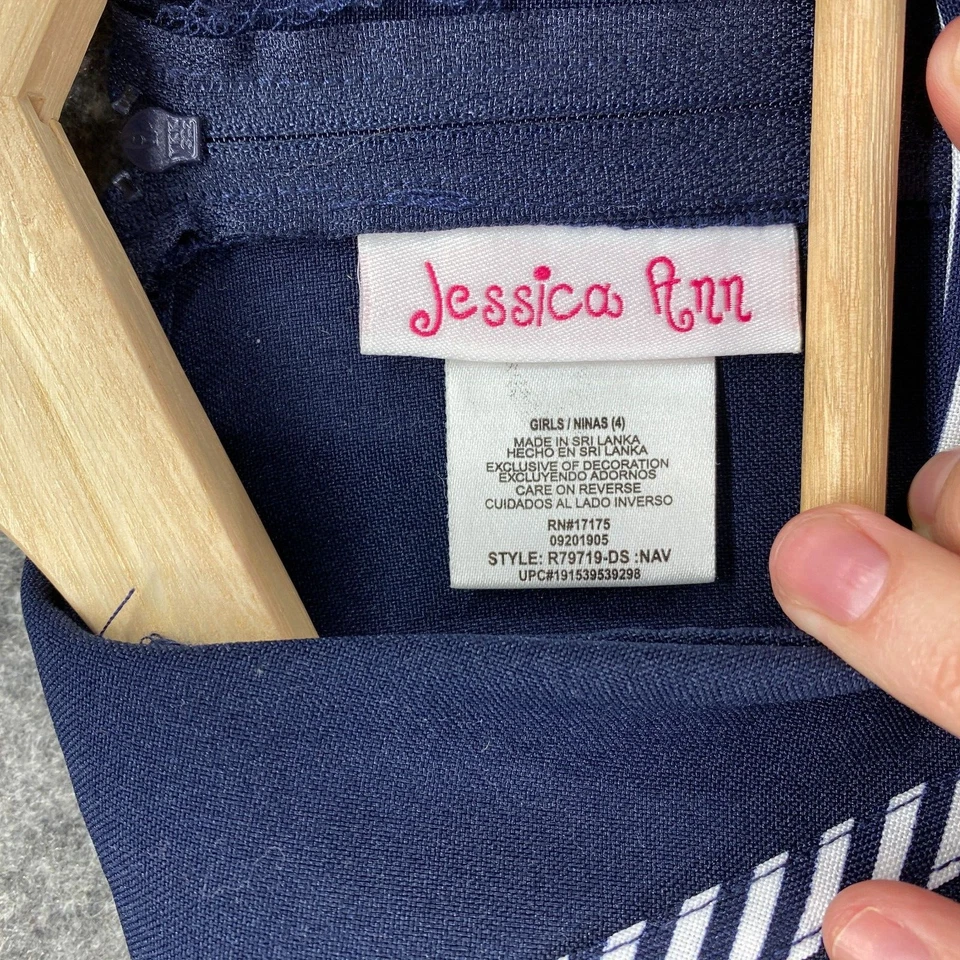 Jessica Ann
GIRLS / NINAS (4)
MADE IN SRI LANKA
HECHO EN SRI LANKA
EXCLUSIVE OF DECORATION
EXCLUYENDO ADORNOS
CARE ON REVERSE
CUIDADOS AL LADO INVERSO
RN#17175
09201905
STYLE: R79719-DS :NAV
UPC#191539539298